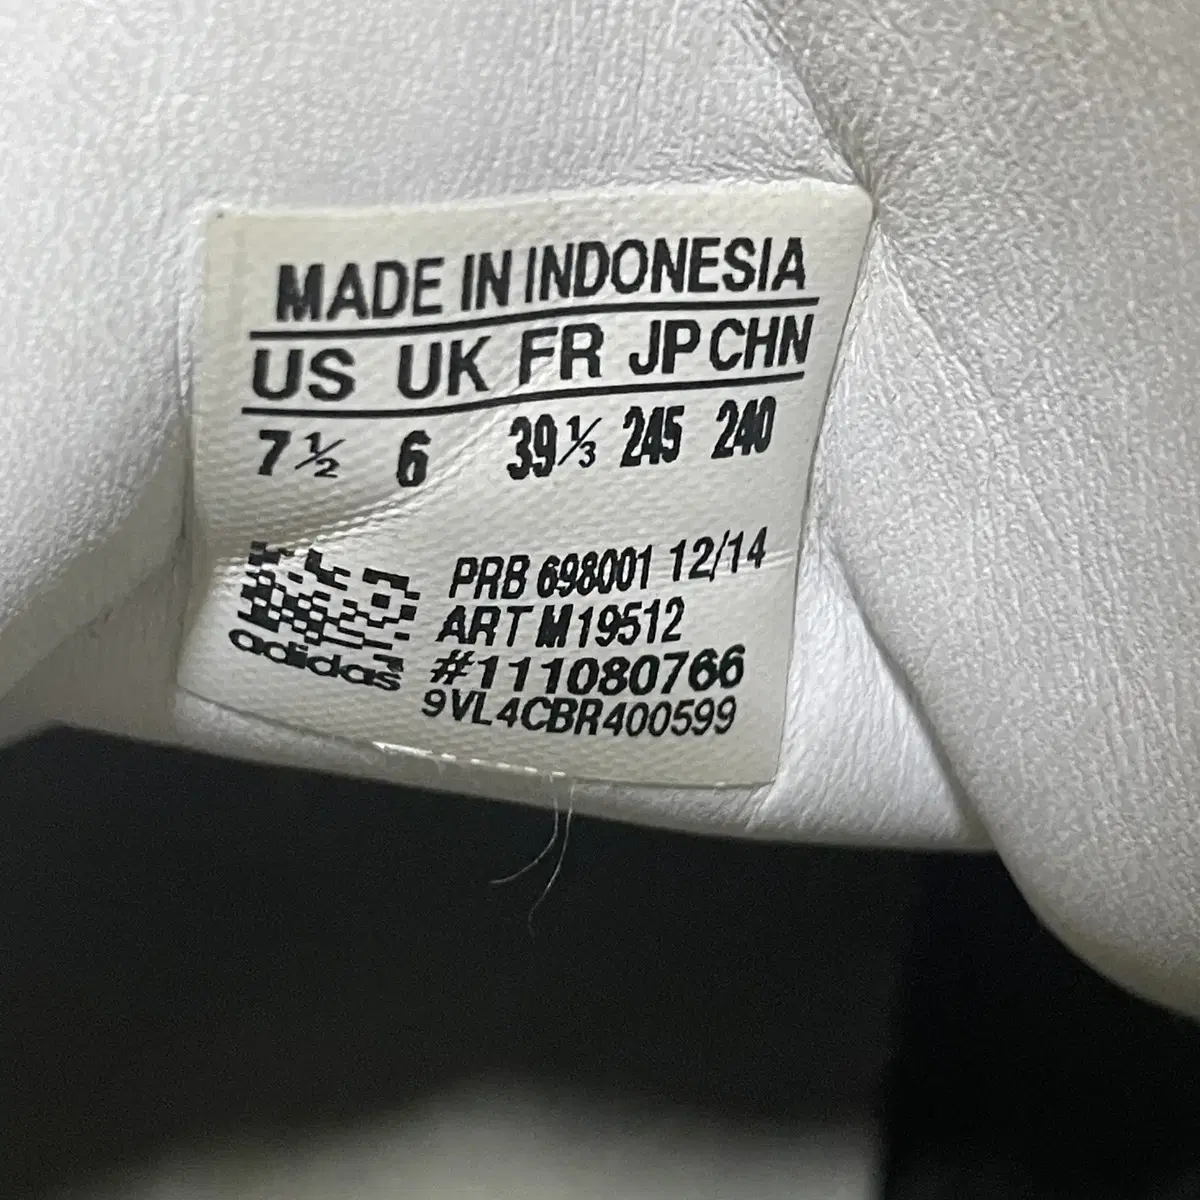 MADE IN INDONESIA
US UK FR JP CHN
7½ 6 39⅓ 245 240
PRB 698001 12/14
ART M19512
#111080766
9VL4CBR400599
adidas